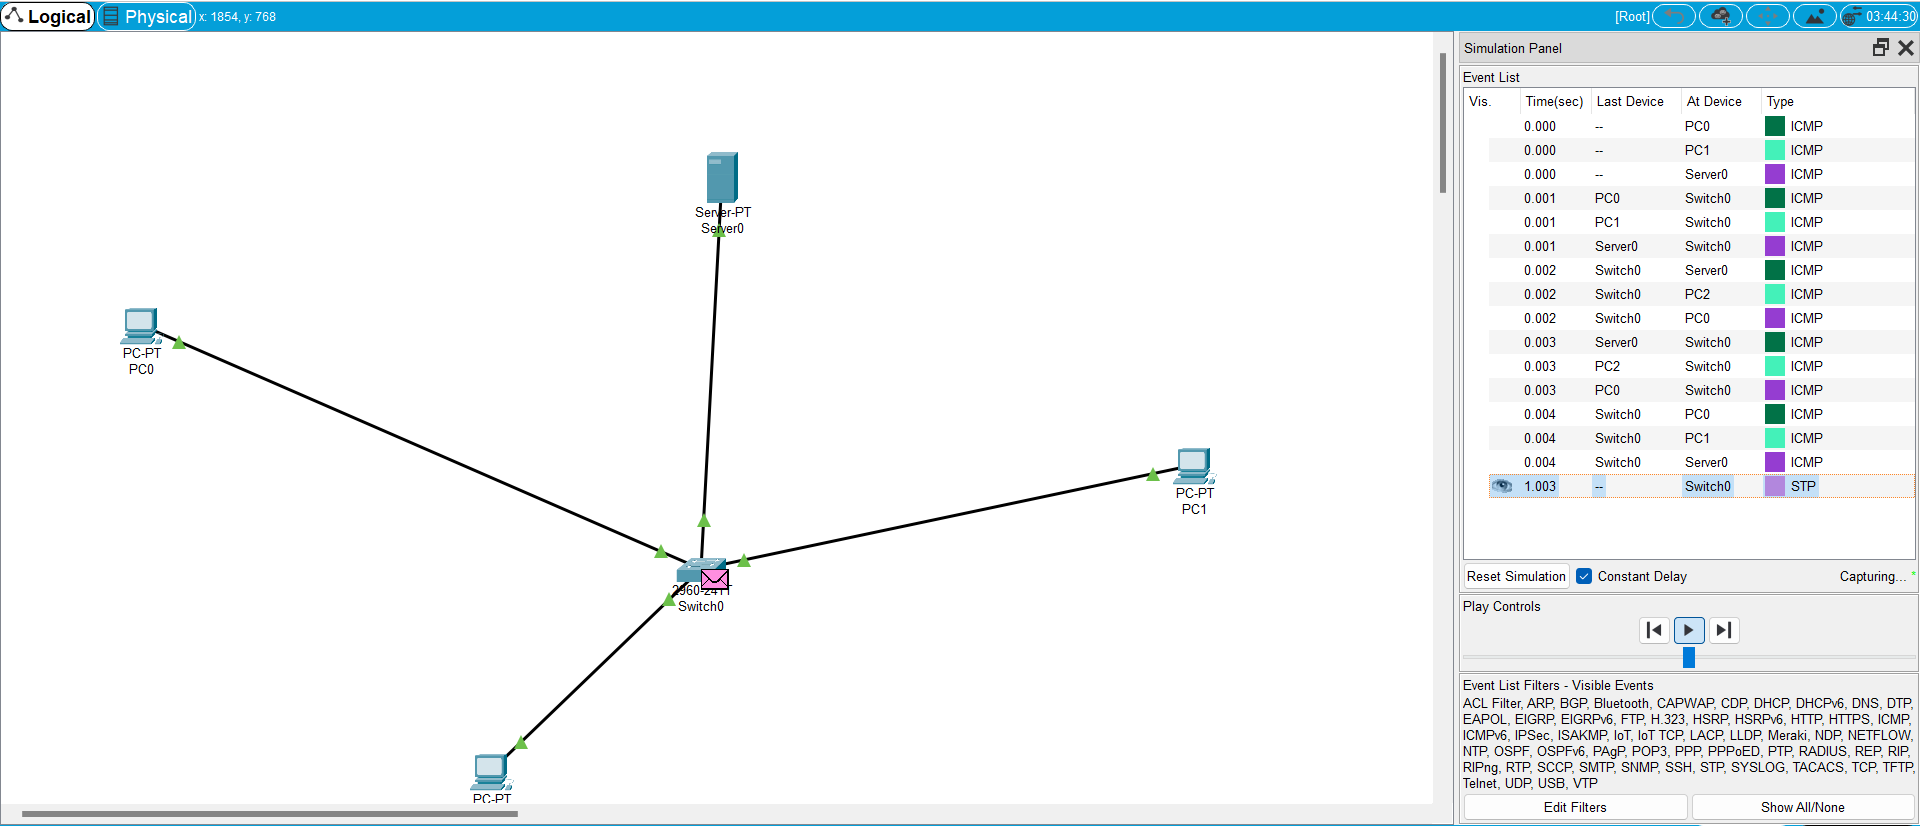 Logical Physical x: 1854, y: 768 [Root] 03:44:30
Server-PT
Server0
PC-PT
PC0
PC-PT
PC1
2960-24TT
Switch0
PC-PT
Simulation Panel
Event List
Vis. Time(sec) Last Device At Device Type
0.000 -- PC0 ICMP
0.000 -- PC1 ICMP
0.000 -- Server0 ICMP
0.001 PC0 Switch0 ICMP
0.001 PC1 Switch0 ICMP
0.001 Server0 Switch0 ICMP
0.002 Switch0 Server0 ICMP
0.002 Switch0 PC2 ICMP
0.002 Switch0 PC0 ICMP
0.003 Server0 Switch0 ICMP
0.003 PC2 Switch0 ICMP
0.003 PC0 Switch0 ICMP
0.004 Switch0 PC0 ICMP
0.004 Switch0 PC1 ICMP
0.004 Switch0 Server0 ICMP
1.003 -- Switch0 STP
Reset Simulation Constant Delay Capturing... *
Play Controls
Event List Filters - Visible Events
ACL Filter, ARP, BGP, Bluetooth, CAPWAP, CDP, DHCP, DHCPv6, DNS, DTP,
EAPOL, EIGRP, EIGRPv6, FTP, H.323, HSRP, HSRPv6, HTTP, HTTPS, ICMP,
ICMPv6, IPSec, ISAKMP, IoT, IoT TCP, LACP, LLDP, Meraki, NDP, NETFLOW,
NTP, OSPF, OSPFv6, PAgP, POP3, PPP, PPPoED, PTP, RADIUS, REP, RIP,
RIPng, RTP, SCCP, SMTP, SNMP, SSH, STP, SYSLOG, TACACS, TCP, TFTP,
Telnet, UDP, USB, VTP
Edit Filters Show All/None